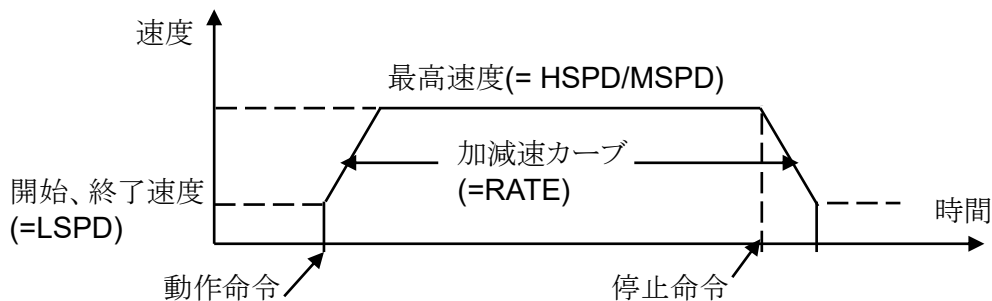 速度
最高速度(= HSPD/MSPD)
加減速カーブ
(=RATE)
開始、終了速度
(=LSPD)
時間
動作命令
停止命令